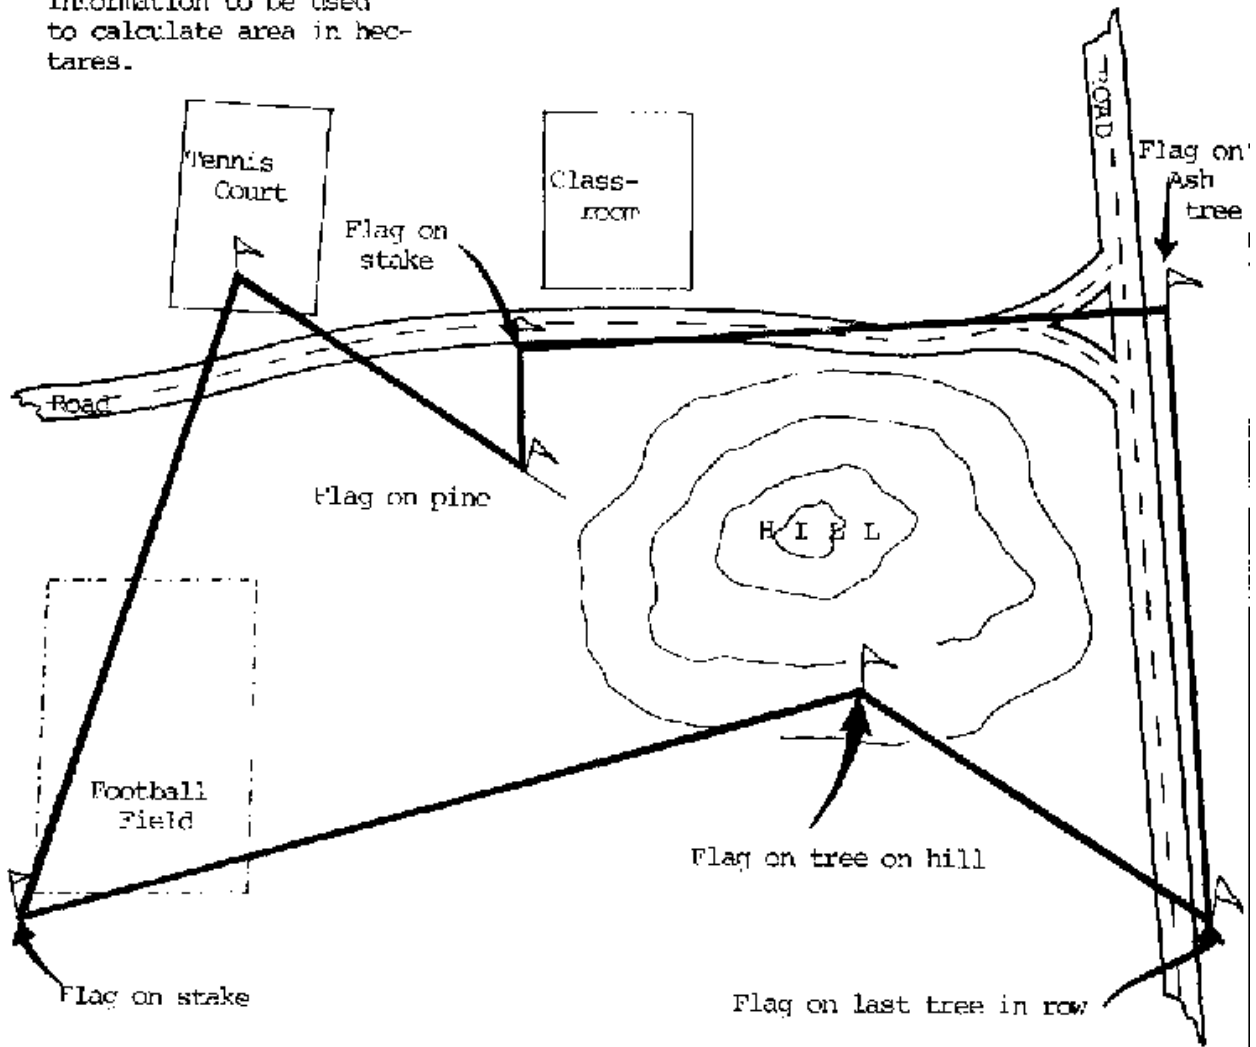 Information to be used
to calculate area in hec-
tares.
Tennis
Court
Class-
room
Flag on
stake
ROAD
Flag on
Ash
tree
Road
Flag on pine
HILL
Football
Field
Flag on tree on hill
Flag on stake
Flag on last tree in row